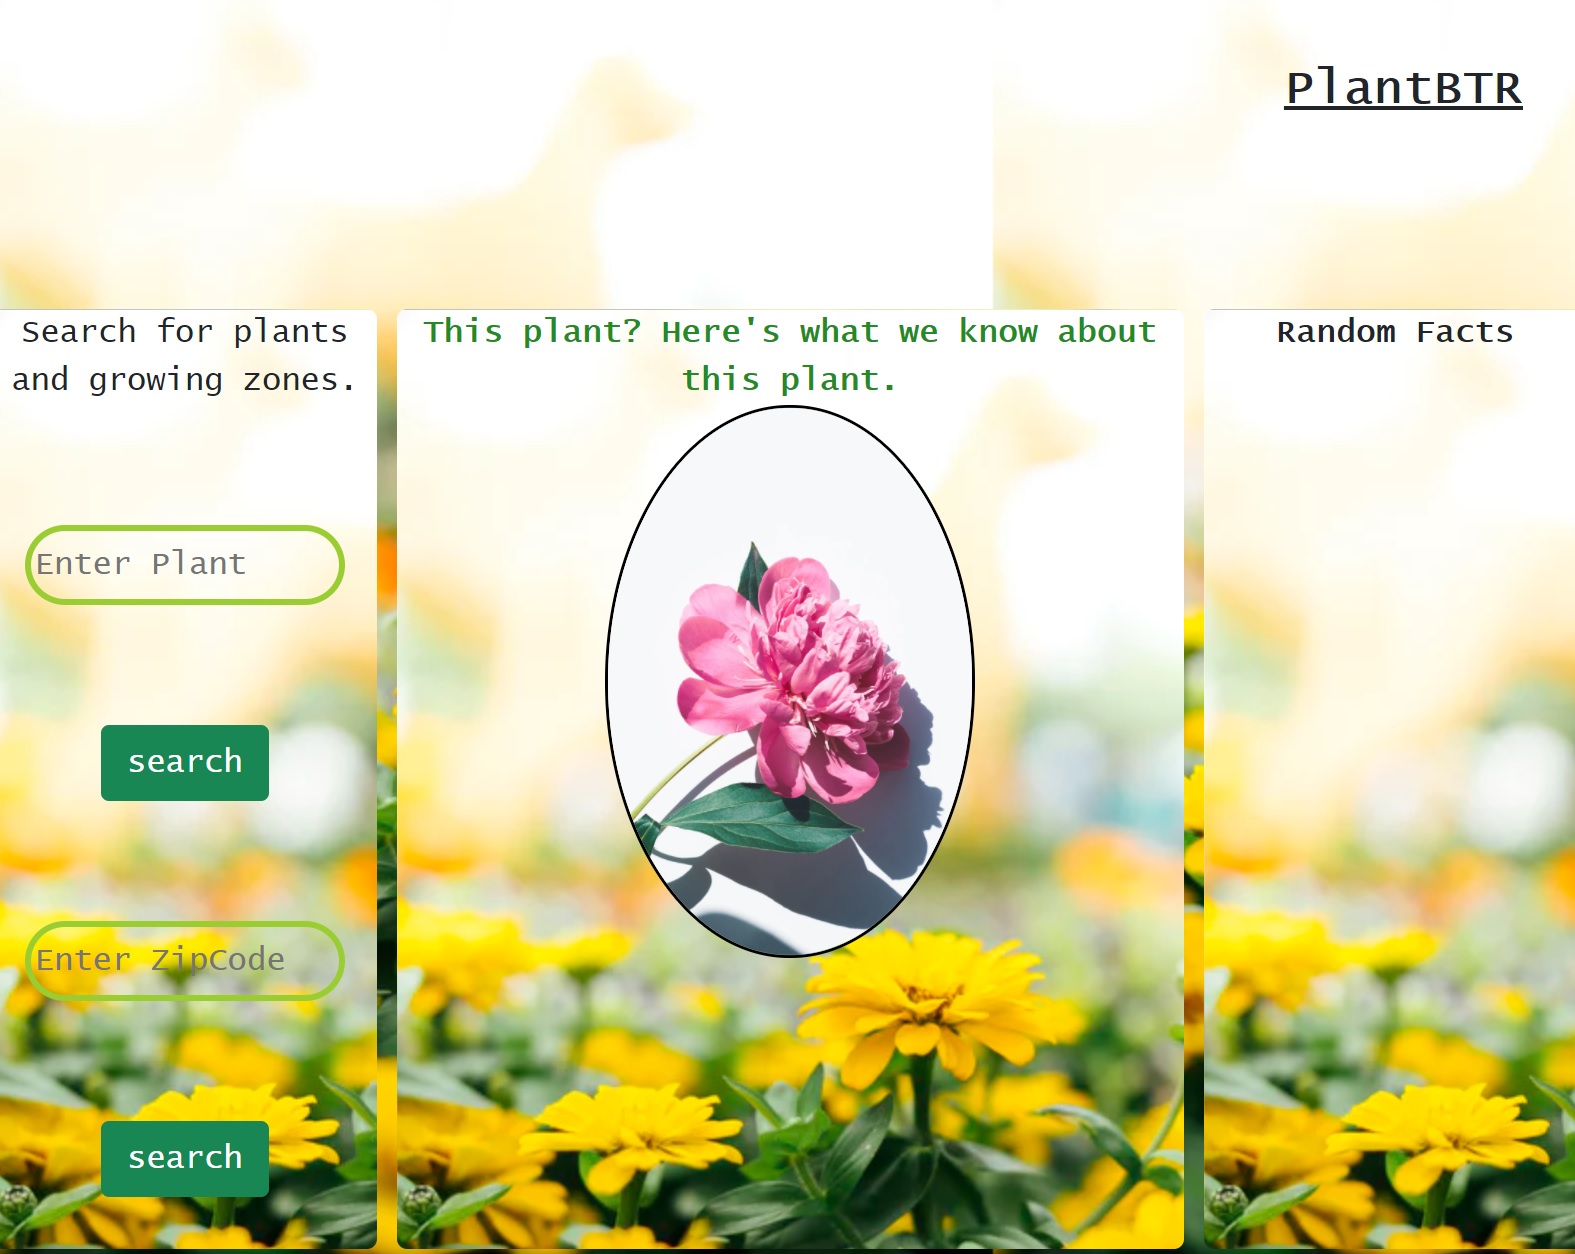 PlantBTR
Search for plants
and growing zones.
Enter Plant
search
Enter ZipCode
search
This plant? Here's what we know about
this plant.
Random Facts